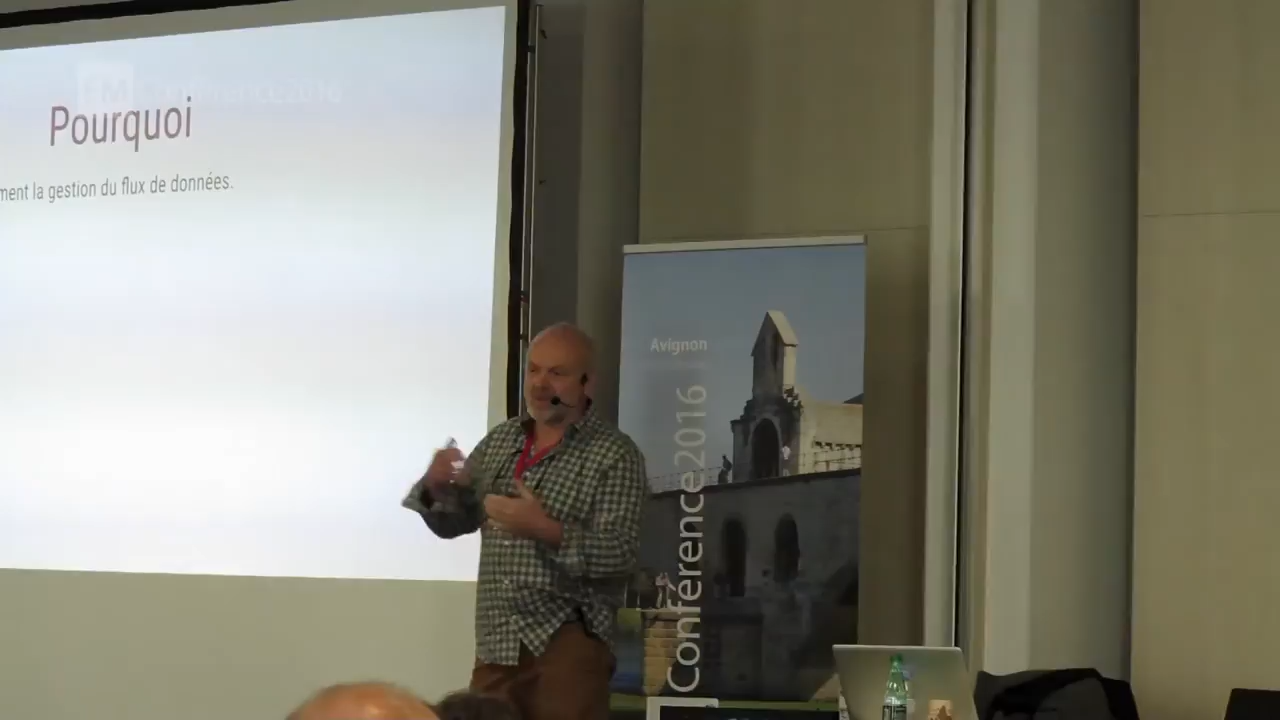 Pourquoi
ment la gestion du flux de données.
Avignon
Conférence2016